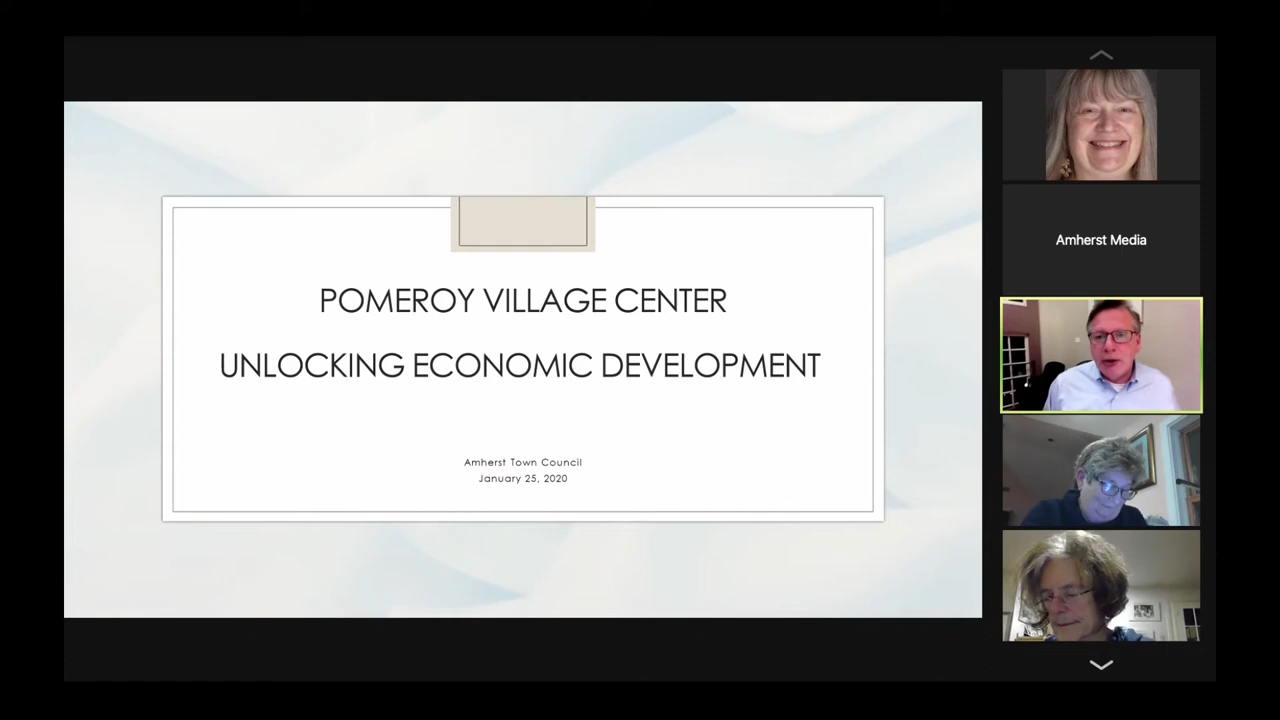 POMEROY VILLAGE CENTER
UNLOCKING ECONOMIC DEVELOPMENT
Amherst Town Council
January 25, 2020
Amherst Media